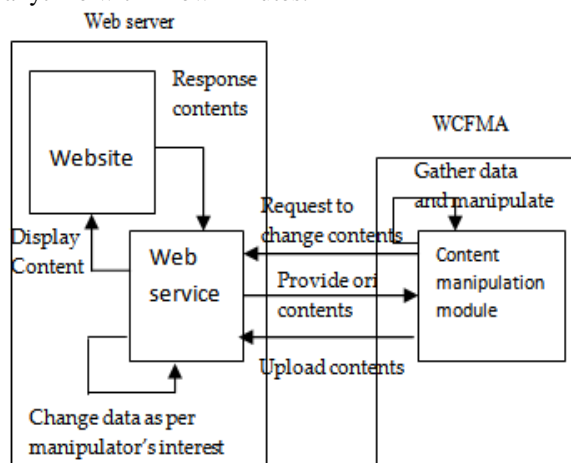 Web server
Response
contents
Website
WCFMA
Gather data
and manipulate
Request to
change contents
Display
Content
Web
service
Content
manipulation
module
Provide ori
contents
Upload contents
Change data as per
manipulator's interest